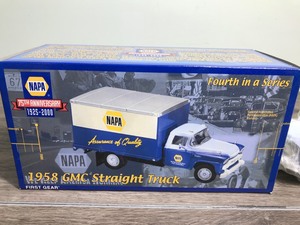 NAPA
75TH ANNIVERSARY
1925-2000
Fourth in a Series
NAPA
Assurance of Quality
NAPA
NAPA
1958 GMC Straight Truck
FIRST GEAR